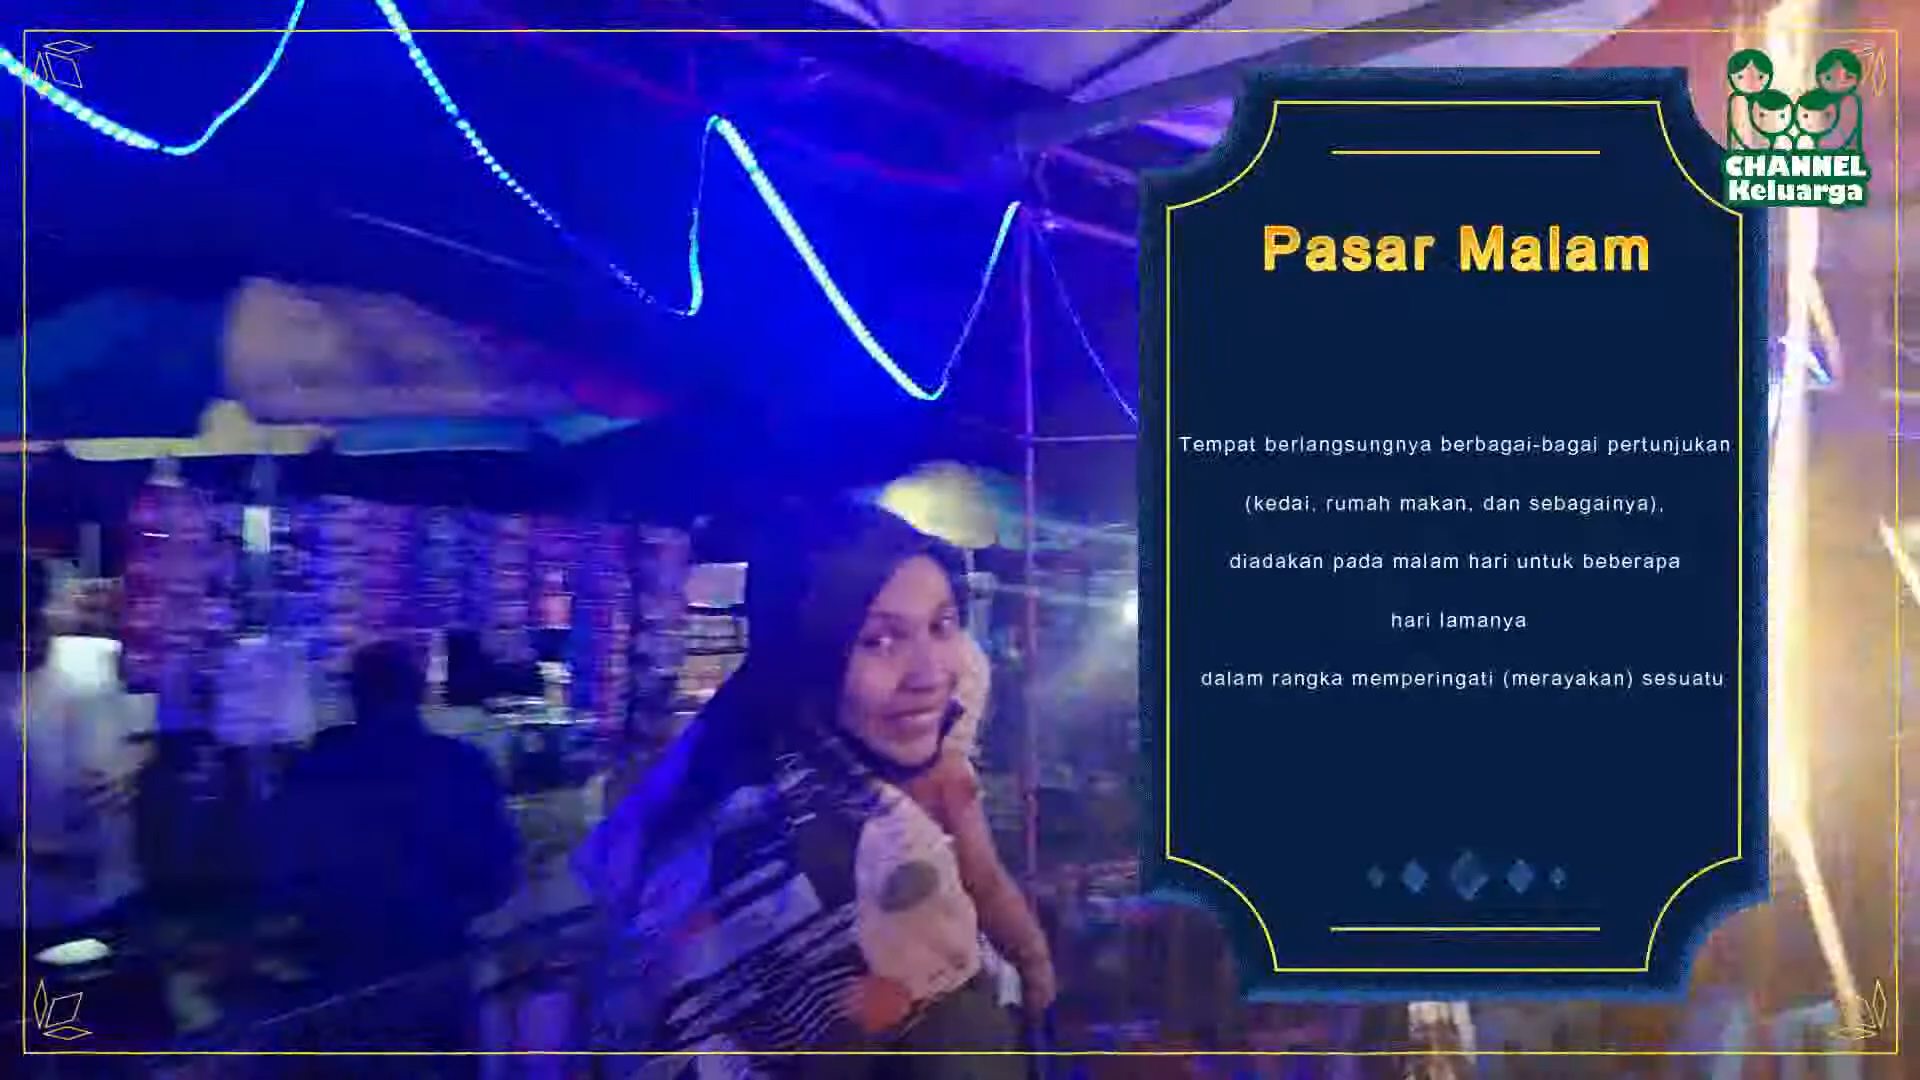 CHANNEL
Keluarga
Pasar Malam
Tempat berlangsungnya berbagai-bagai pertunjukan
(kedai, rumah makan, dan sebagainya),
diadakan pada malam hari untuk beberapa
hari lamanya
dalam rangka memperingati (merayakan) sesuatu